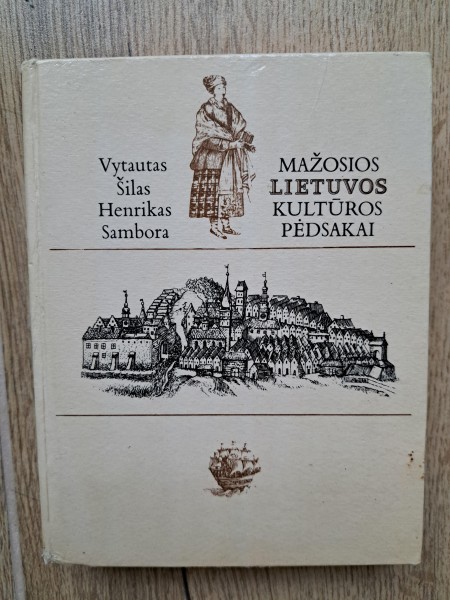 Vytautas
Šilas
Henrikas
Sambora
MAŽOSIOS
LIETUVOS
KULTŪROS
PĖDSAKAI